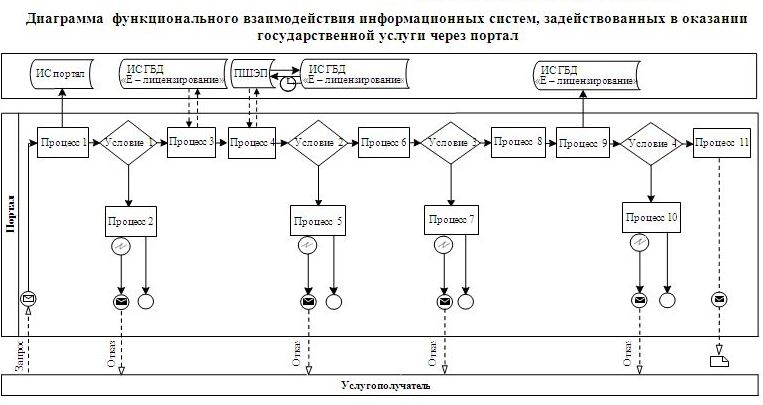 Диаграмма функционального взаимодействия информационных систем, задействованных в оказании
государственной услуги через портал
ИС портал
ИС ГБД
«Е – лицензирование»
ПШЭП
ИС ГБД
«Е – лицензирование»
ИС ГБД
«Е – лицензирование»
Портал
Процесс 1
Условие 1
Процесс 3
Процесс 4
Условие 2
Процесс 6
Условие 3
Процесс 8
Процесс 9
Условие 4
Процесс 11
Процесс 2
Процесс 5
Процесс 7
Процесс 10
Запрос
Отказ
Отказ
Отказ
Отказ
Услугополучатель